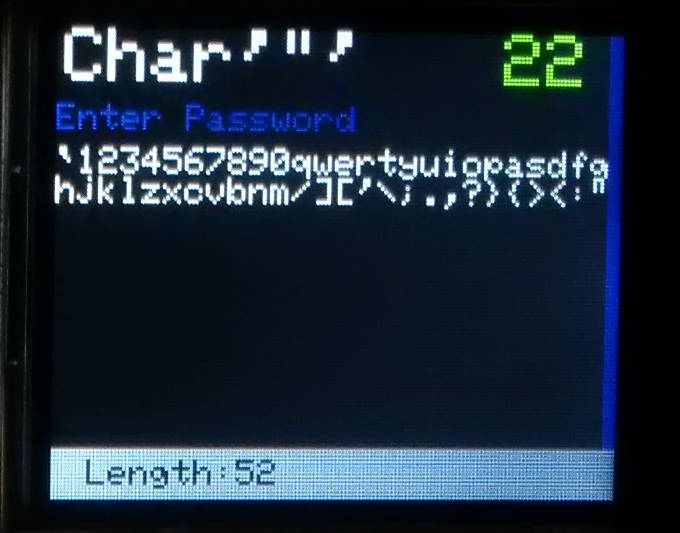 Char'"' 22
Enter Password
`1234567890qwertyuiopasdfg
hjklzxcvbnm/]['\;.,?}{><:"
Length:52